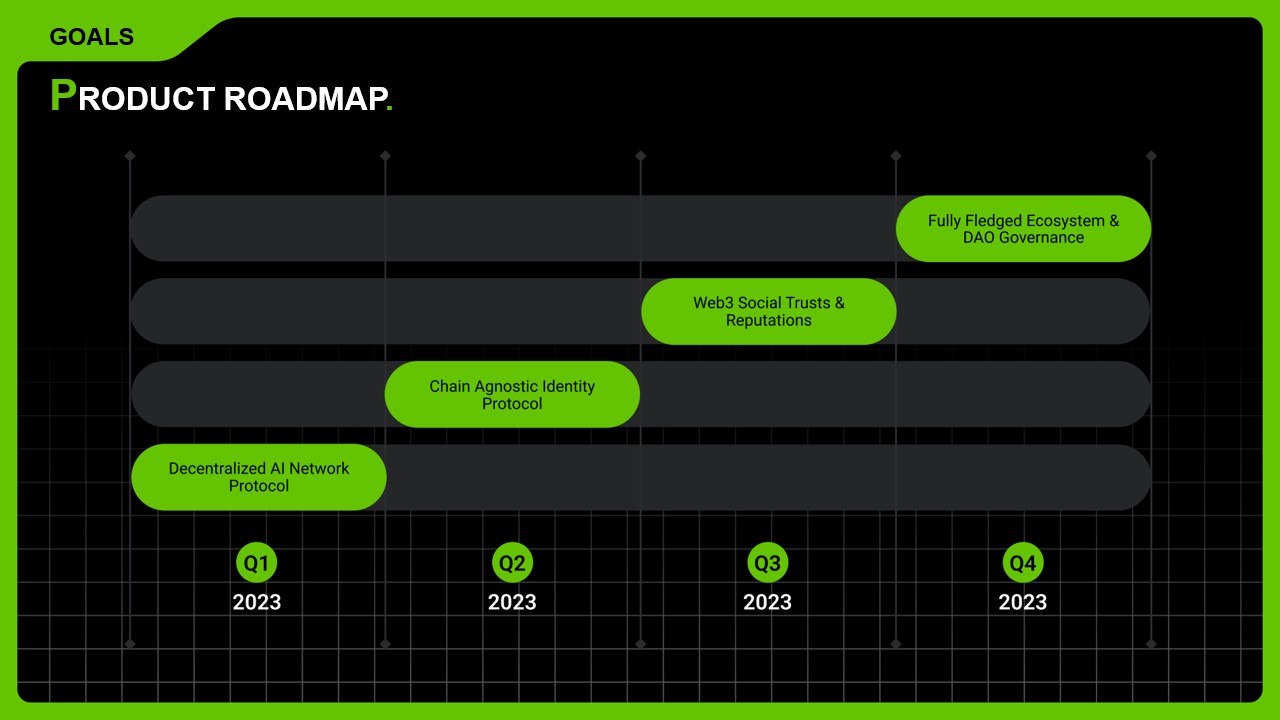 GOALS
PRODUCT ROADMAP.
Fully Fledged Ecosystem &
DAO Governance
Web3 Social Trusts &
Reputations
Chain Agnostic Identity
Protocol
Decentralized AI Network
Protocol
Q1 Q2 Q3 Q4
2023 2023 2023 2023